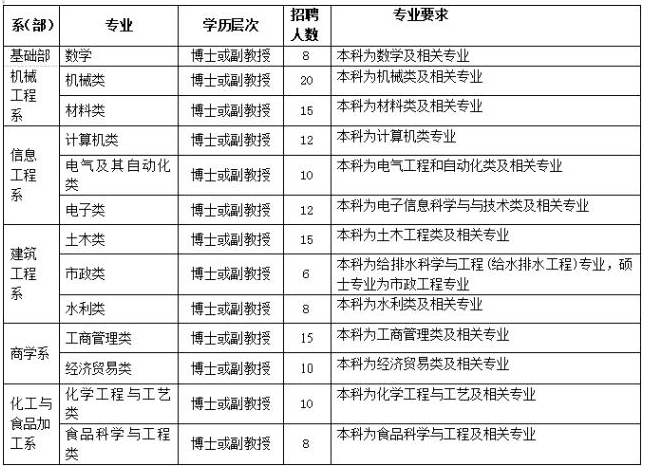 系(部) 专业 学历层次 招聘人数 专业要求
基础部 数学 博士或副教授 8 本科为数学及相关专业
机械工程系 机械类 博士或副教授 20 本科为机械类及相关专业
材料类 博士或副教授 15 本科为材料类及相关专业
信息工程系 计算机类 博士或副教授 12 本科为计算机类专业
电气及其自动化类 博士或副教授 10 本科为电气工程和自动化类及相关专业
电子类 博士或副教授 12 本科为电子信息科学与与技术类及相关专业
建筑工程系 土木类 博士或副教授 15 本科为土木工程类及相关专业
市政类 博士或副教授 6 本科为给排水科学与工程(给水排水工程)专业，硕士专业为市政工程专业
水利类 博士或副教授 8 本科为水利类及相关专业
商学系 工商管理类 博士或副教授 15 本科为工商管理类及相关专业
经济贸易类 博士或副教授 10 本科为经济贸易类及相关专业
化工与食品加工系 化学工程与工艺类 博士或副教授 10 本科为化学工程与工艺及相关专业
食品科学与工程类 博士或副教授 8 本科为食品科学与工程及相关专业